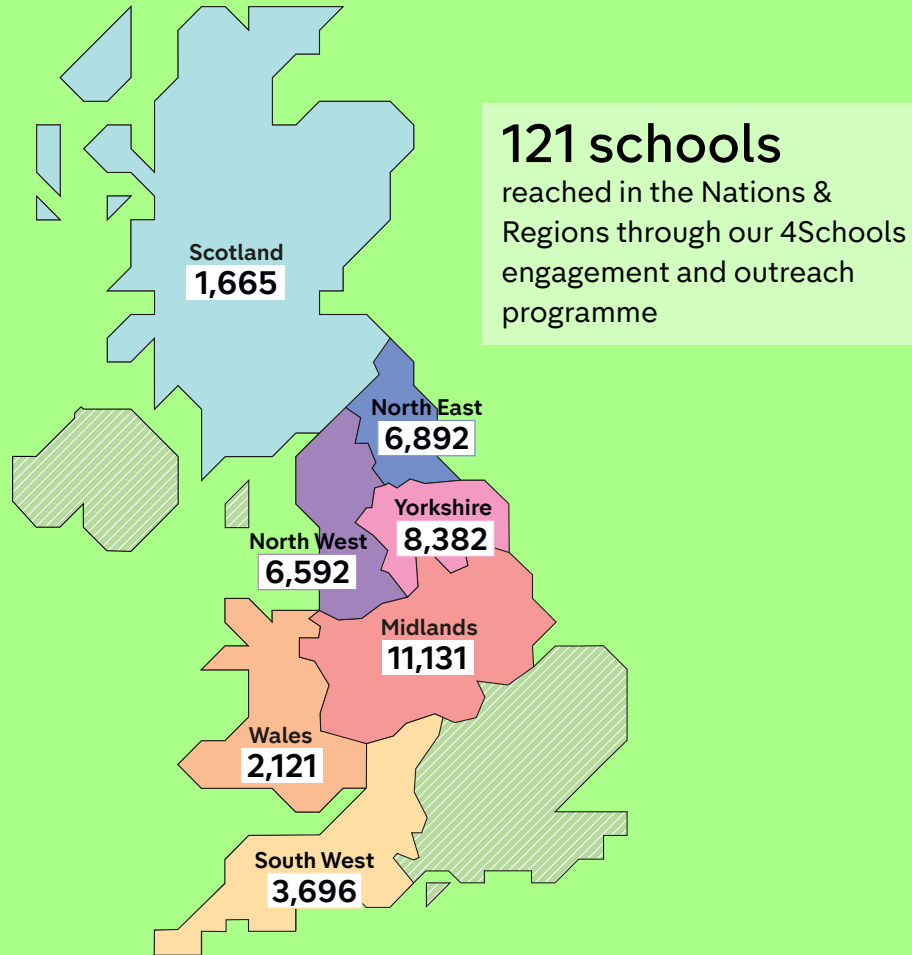 121 schools
reached in the Nations &
Regions through our 4Schools
engagement and outreach
programme
Scotland
1,665
North East
6,892
Yorkshire
8,382
North West
6,592
Midlands
11,131
Wales
2,121
South West
3,696